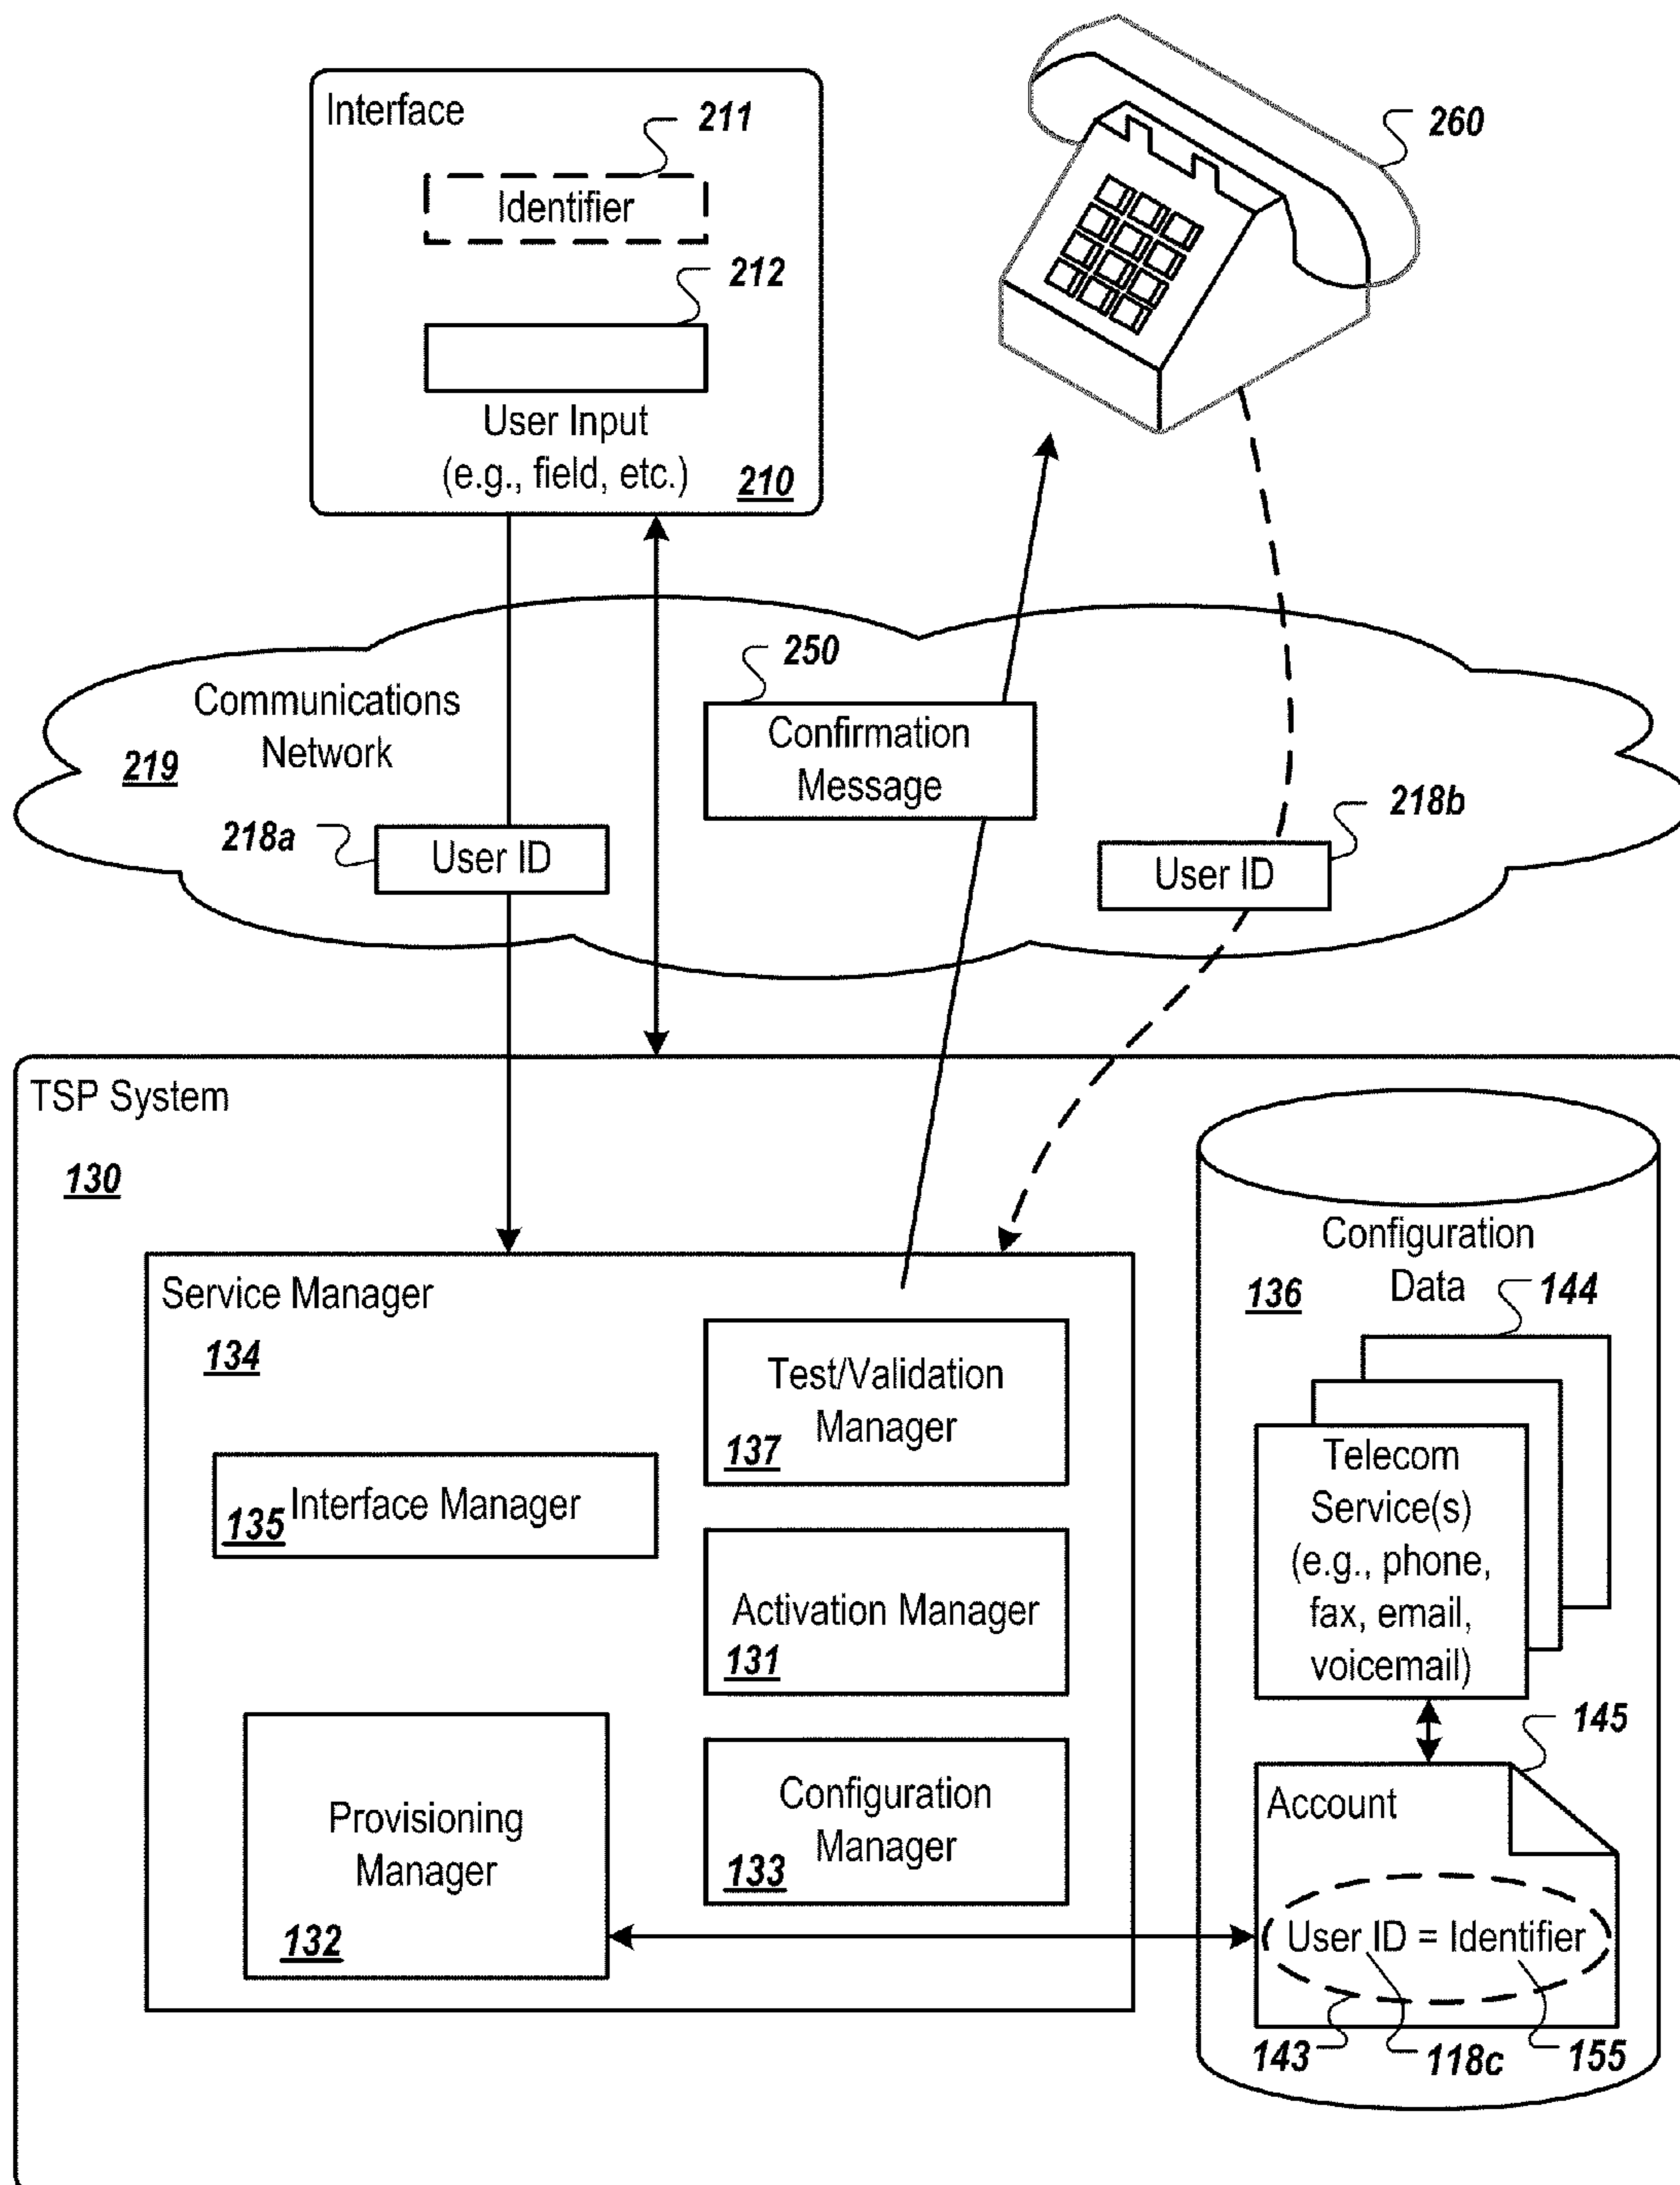 Interface
211
Identifier
212
User Input
(e.g., field, etc.)
210
260
Communications
Network
219
250
Confirmation
Message
218a
User ID
218b
User ID
TSP System
130
Service Manager
134
Test/Validation
Manager
137
135
Interface Manager
Activation Manager
131
Provisioning
Manager
132
Configuration
Manager
133
Configuration
Data
136
144
Telecom
Service(s)
(e.g., phone,
fax, email,
voicemail)
145
Account
User ID = Identifier
143
118c
155